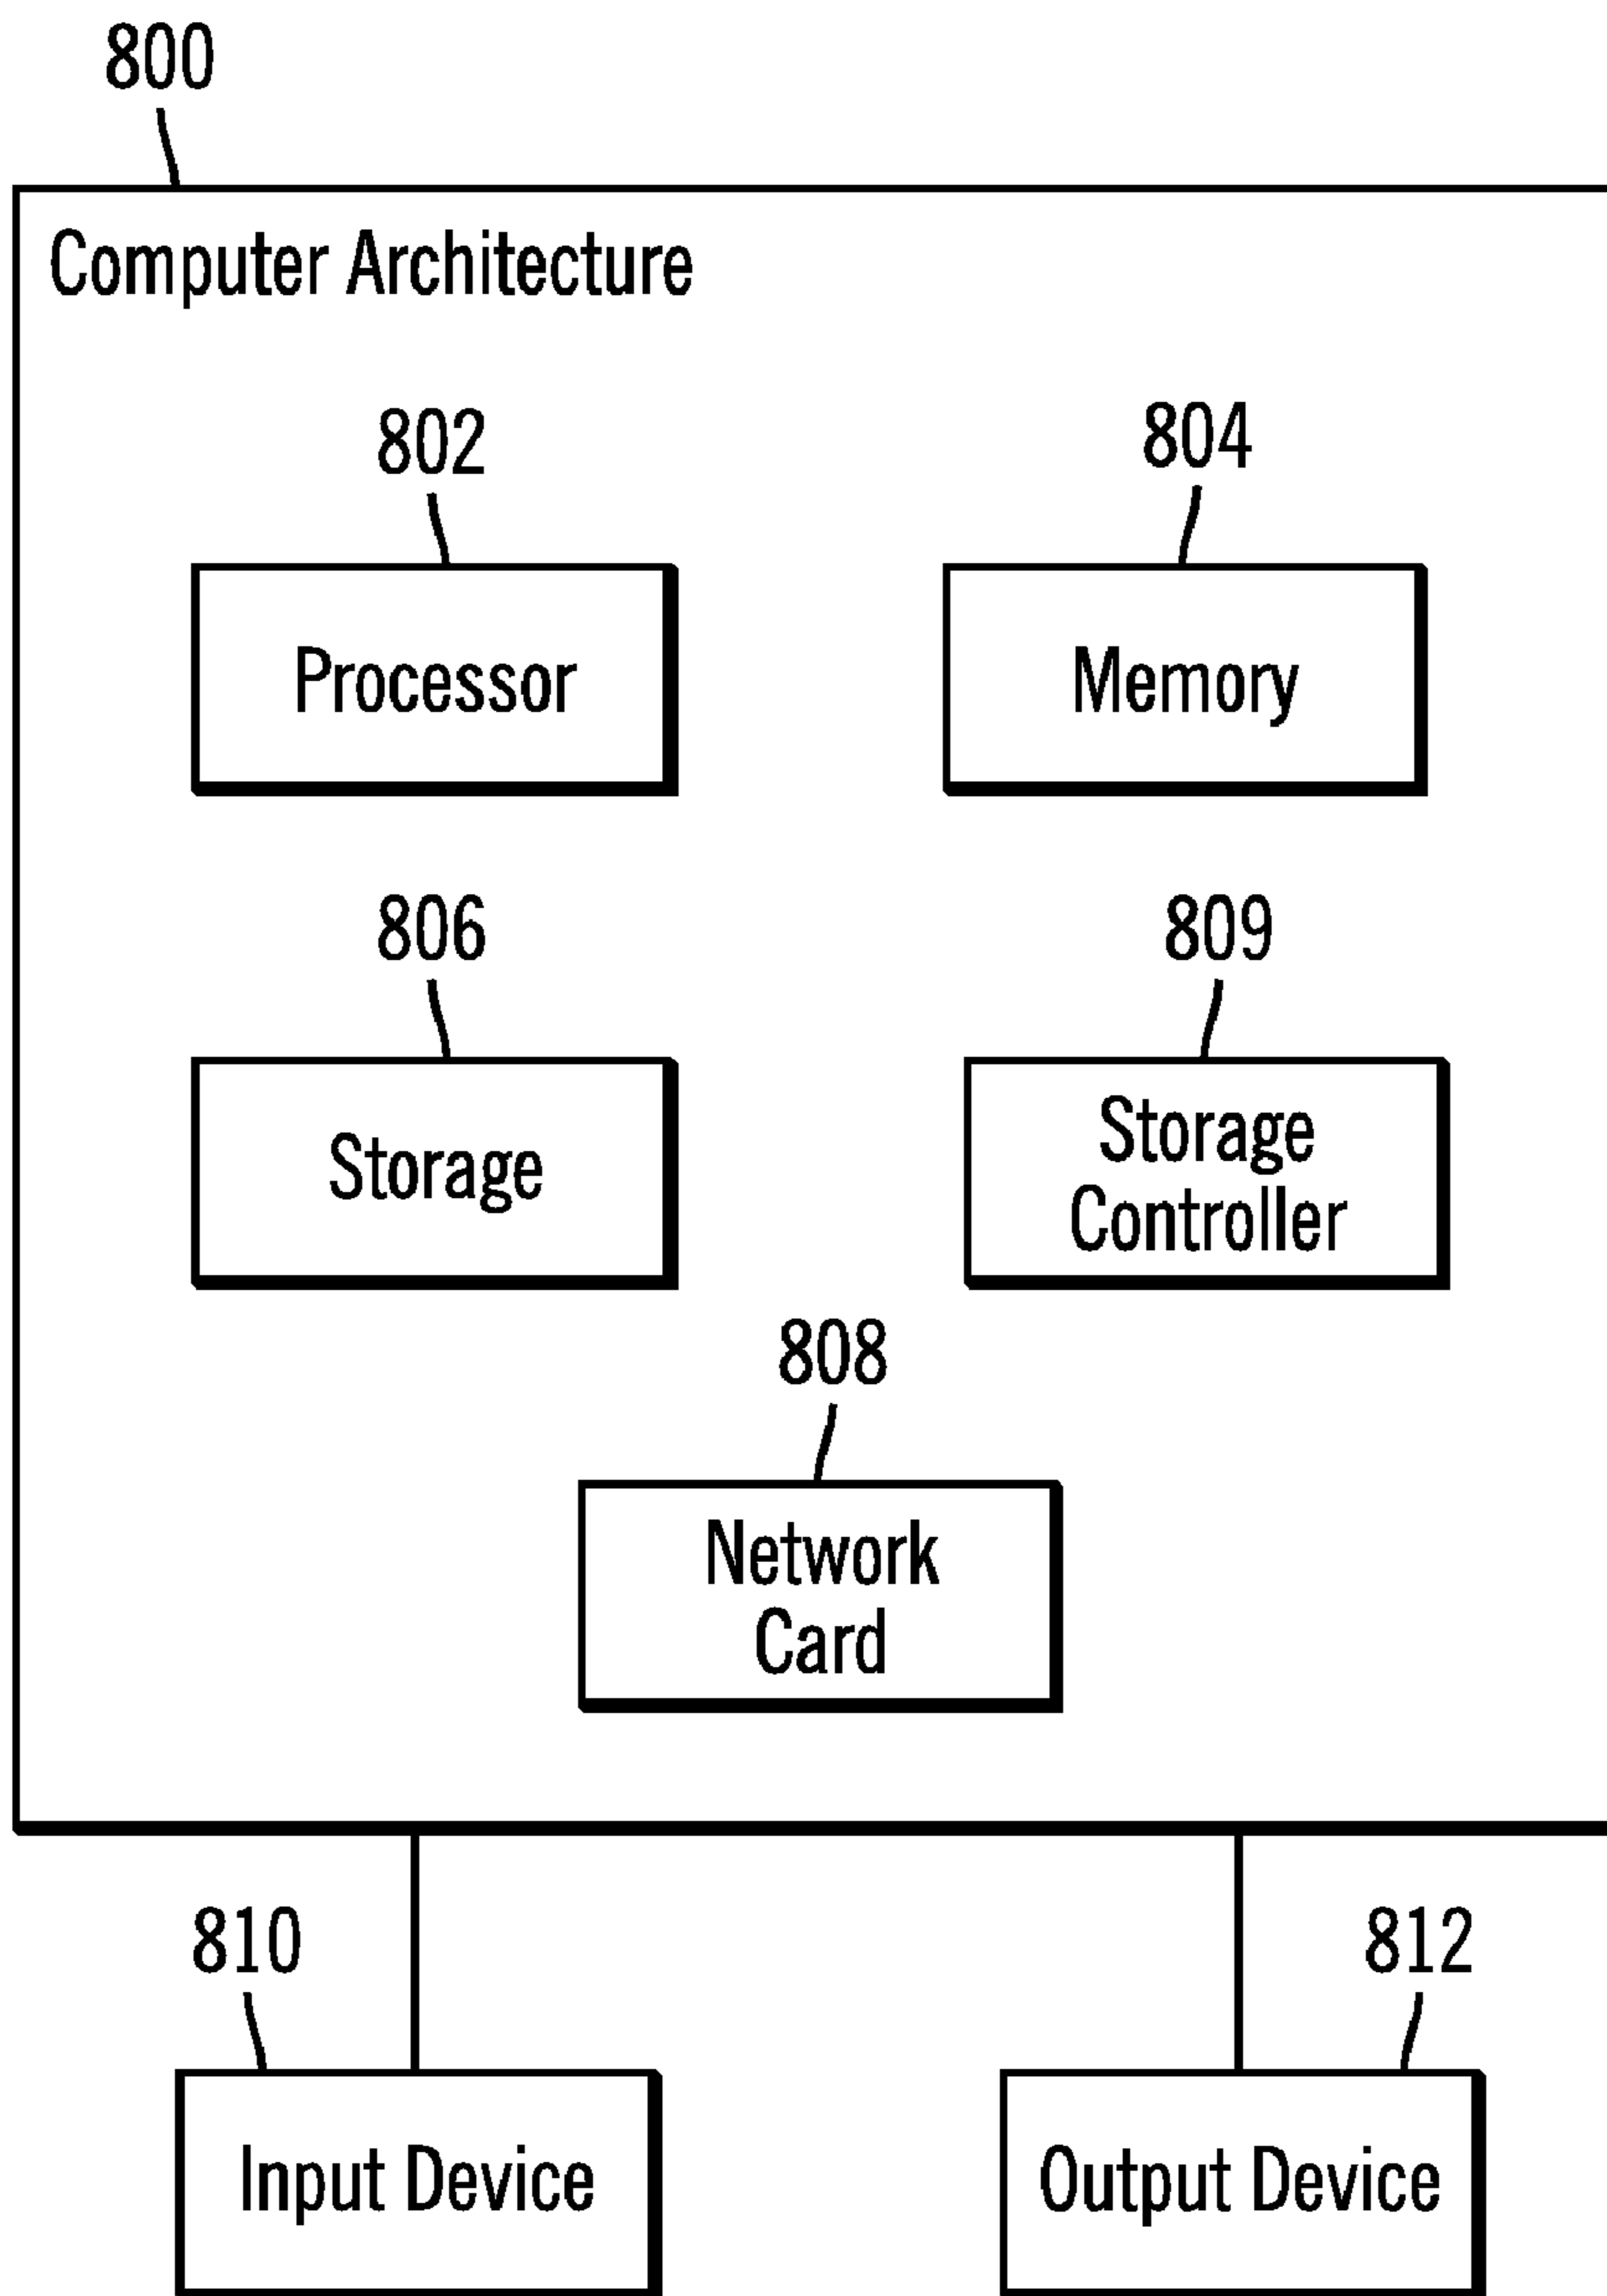 800
Computer Architecture
802
804
Processor
Memory
806
809
Storage
Storage
Controller
808
Network
Card
810
812
Input Device
Output Device